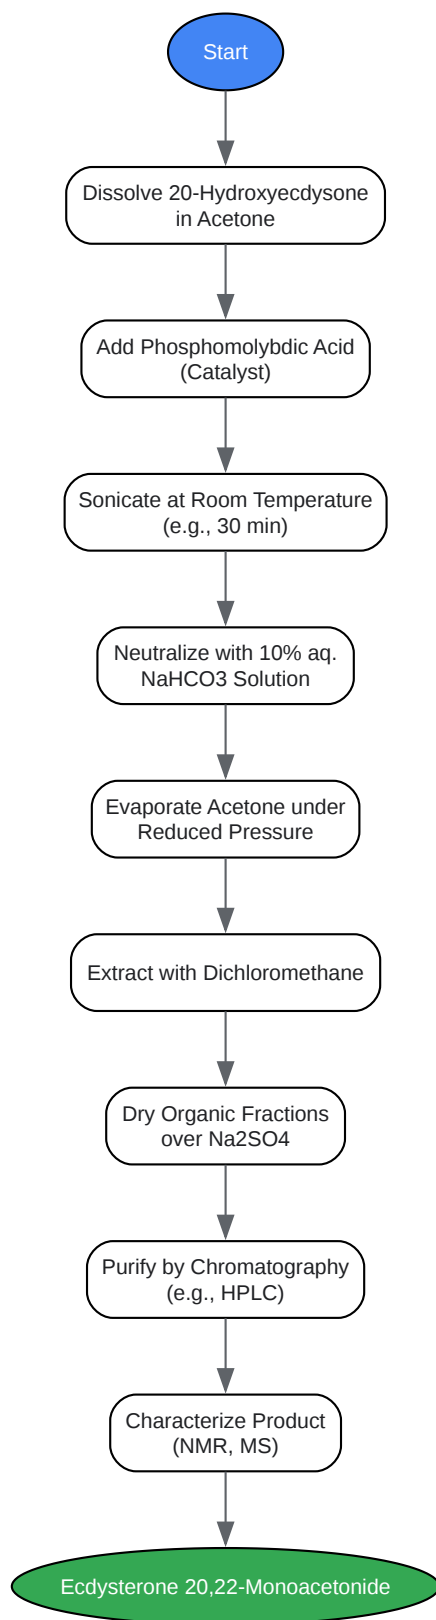 Start
Dissolve 20-Hydroxyecdysone
in Acetone
Add Phosphomolybdic Acid
(Catalyst)
Sonicate at Room Temperature
(e.g., 30 min)
Neutralize with 10% aq.
NaHCO3 Solution
Evaporate Acetone under
Reduced Pressure
Extract with Dichloromethane
Dry Organic Fractions
over Na2SO4
Purify by Chromatography
(e.g., HPLC)
Characterize Product
(NMR, MS)
Ecdysterone 20,22-Monoacetonide